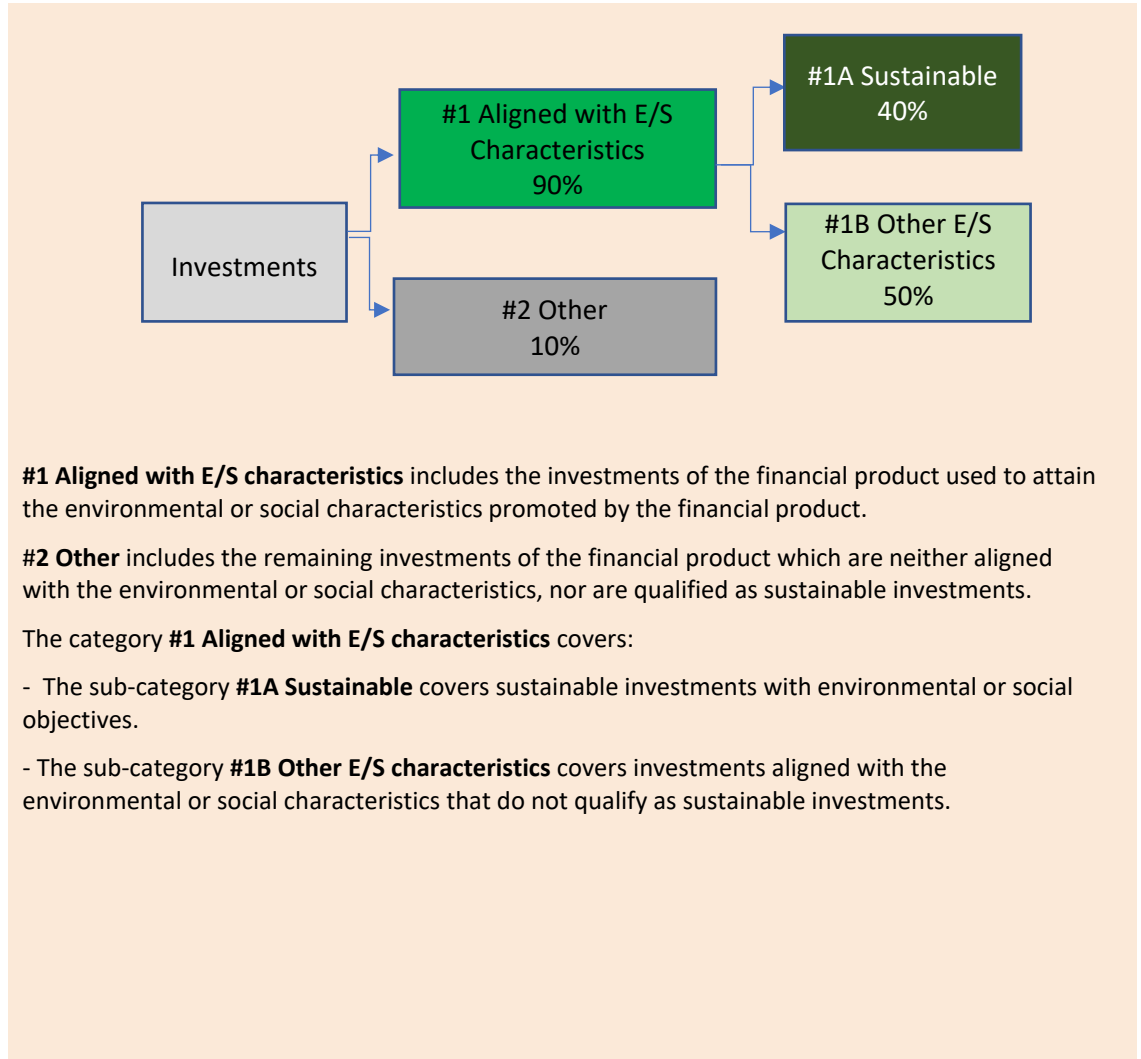 #1A Sustainable
40%
#1 Aligned with E/S
Characteristics
90%
#1B Other E/S
Characteristics
50%
Investments
#2 Other
10%
#1 Aligned with E/S characteristics includes the investments of the financial product used to attain
the environmental or social characteristics promoted by the financial product.
#2 Other includes the remaining investments of the financial product which are neither aligned
with the environmental or social characteristics, nor are qualified as sustainable investments.
The category #1 Aligned with E/S characteristics covers:
- The sub-category #1A Sustainable covers sustainable investments with environmental or social
objectives.
- The sub-category #1B Other E/S characteristics covers investments aligned with the
environmental or social characteristics that do not qualify as sustainable investments.